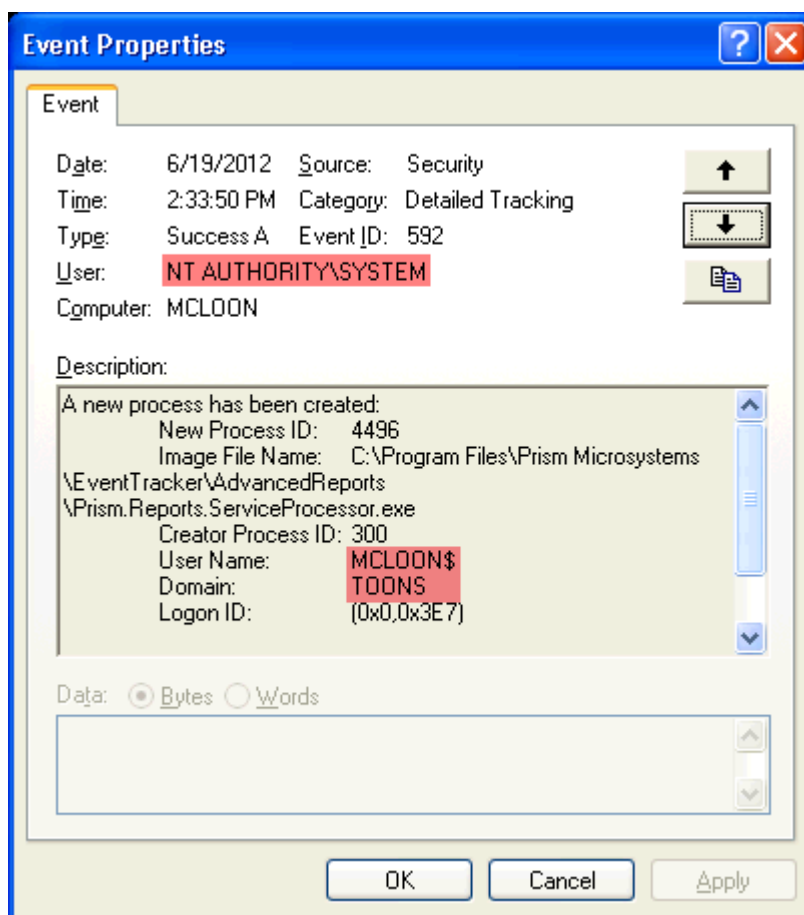 Event Properties
Event
Date: 6/19/2012 Source: Security
Time: 2:33:50 PM Category: Detailed Tracking
Type: Success A Event ID: 592
User: NT AUTHORITY\SYSTEM
Computer: MCLOON
Description:
A new process has been created:
New Process ID: 4496
Image File Name: C:\Program Files\Prism Microsystems
\EventTracker\AdvancedReports
\Prism.Reports.ServiceProcessor.exe
Creator Process ID: 300
User Name: MCLOON$
Domain: TOONS
Logon ID: (0x0,0x3E7)
Data: Bytes Words
OK Cancel Apply